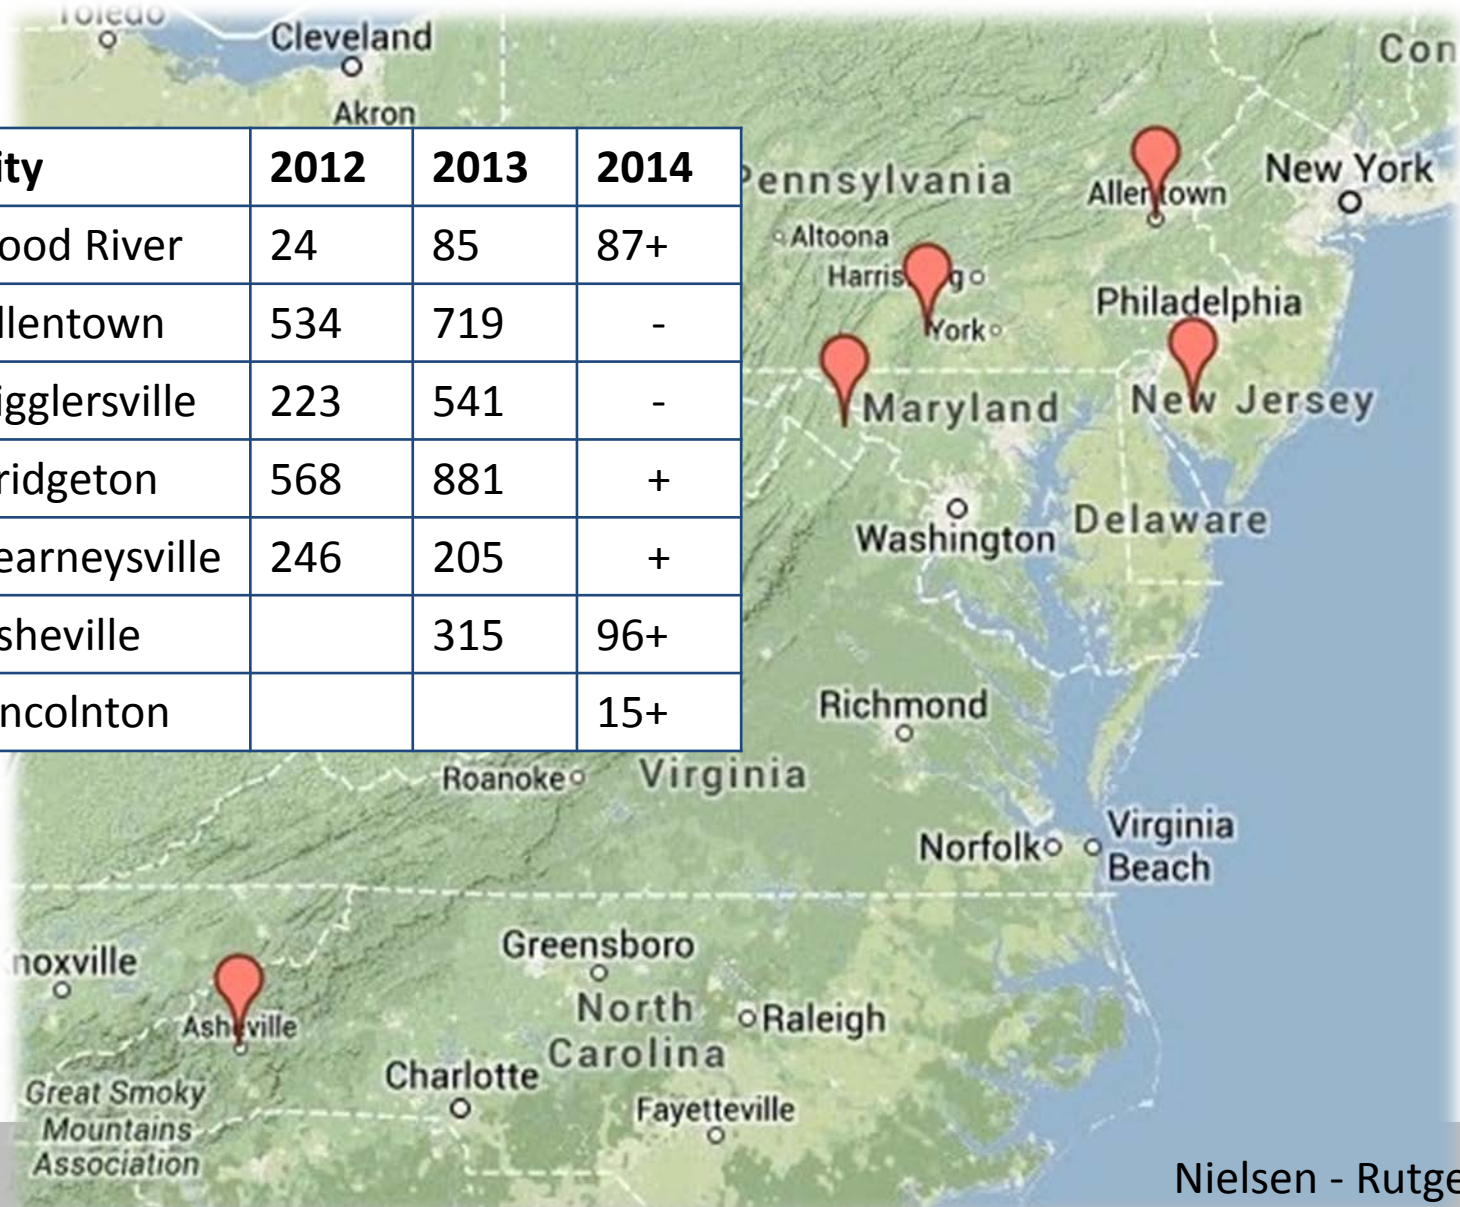 Toledo
Cleveland
Akron
Con
ity 2012 2013 2014
ood River 24 85 87+
llentown 534 719 -
igglersville 223 541 -
ridgeton 568 881 +
earneysville 246 205 +
sheville 315 96+
ncolnton 15+
ennsylvania
Allentown
New York
Altoona
Harris g
York
Philadelphia
Maryland
New Jersey
Washington
Delaware
Richmond
Roanoke
Virginia
Norfolk
Virginia
Beach
noxville
Asheville
Greensboro
North
Carolina
Raleigh
Charlotte
Fayetteville
Great Smoky
Mountains
Association
Nielsen - Rutge